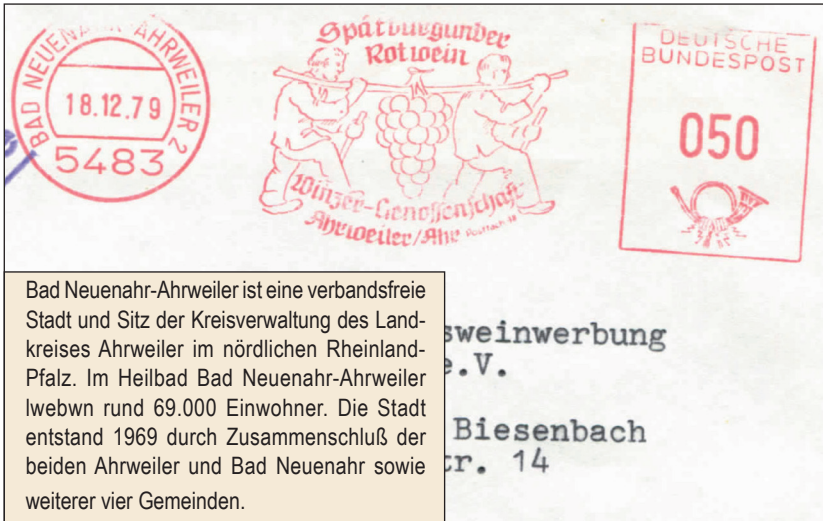 BAD NEUENAHR-AHRWEILER 2
18.12.79
5483
Spätburgunder
Rotwein
Winzer-Genossenschaft
Ahrweiler/Ahr Postfach
DEUTSCHE
BUNDESPOST
050
sweinwerbung
e.V.
Biesenbach
tr. 14
Bad Neuenahr-Ahrweiler ist eine verbandsfreie
Stadt und Sitz der Kreisverwaltung des Land-
kreises Ahrweiler im nördlichen Rheinland-
Pfalz. Im Heilbad Bad Neuenahr-Ahrweiler
lwebwn rund 69.000 Einwohner. Die Stadt
entstand 1969 durch Zusammenschluß der
beiden Ahrweiler und Bad Neuenahr sowie
weiterer vier Gemeinden.